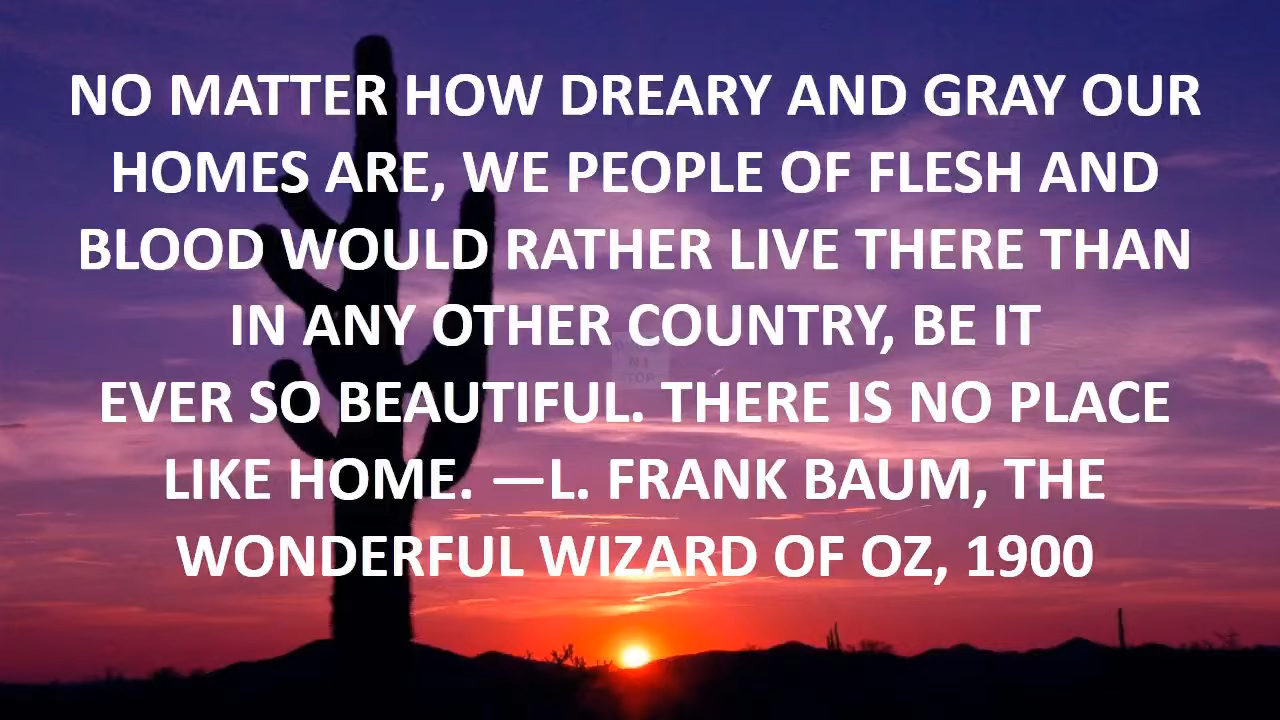 NO MATTER HOW DREARY AND GRAY OUR
HOMES ARE, WE PEOPLE OF FLESH AND
BLOOD WOULD RATHER LIVE THERE THAN
IN ANY OTHER COUNTRY, BE IT
EVER SO BEAUTIFUL. THERE IS NO PLACE
LIKE HOME. —L. FRANK BAUM, THE
WONDERFUL WIZARD OF OZ, 1900